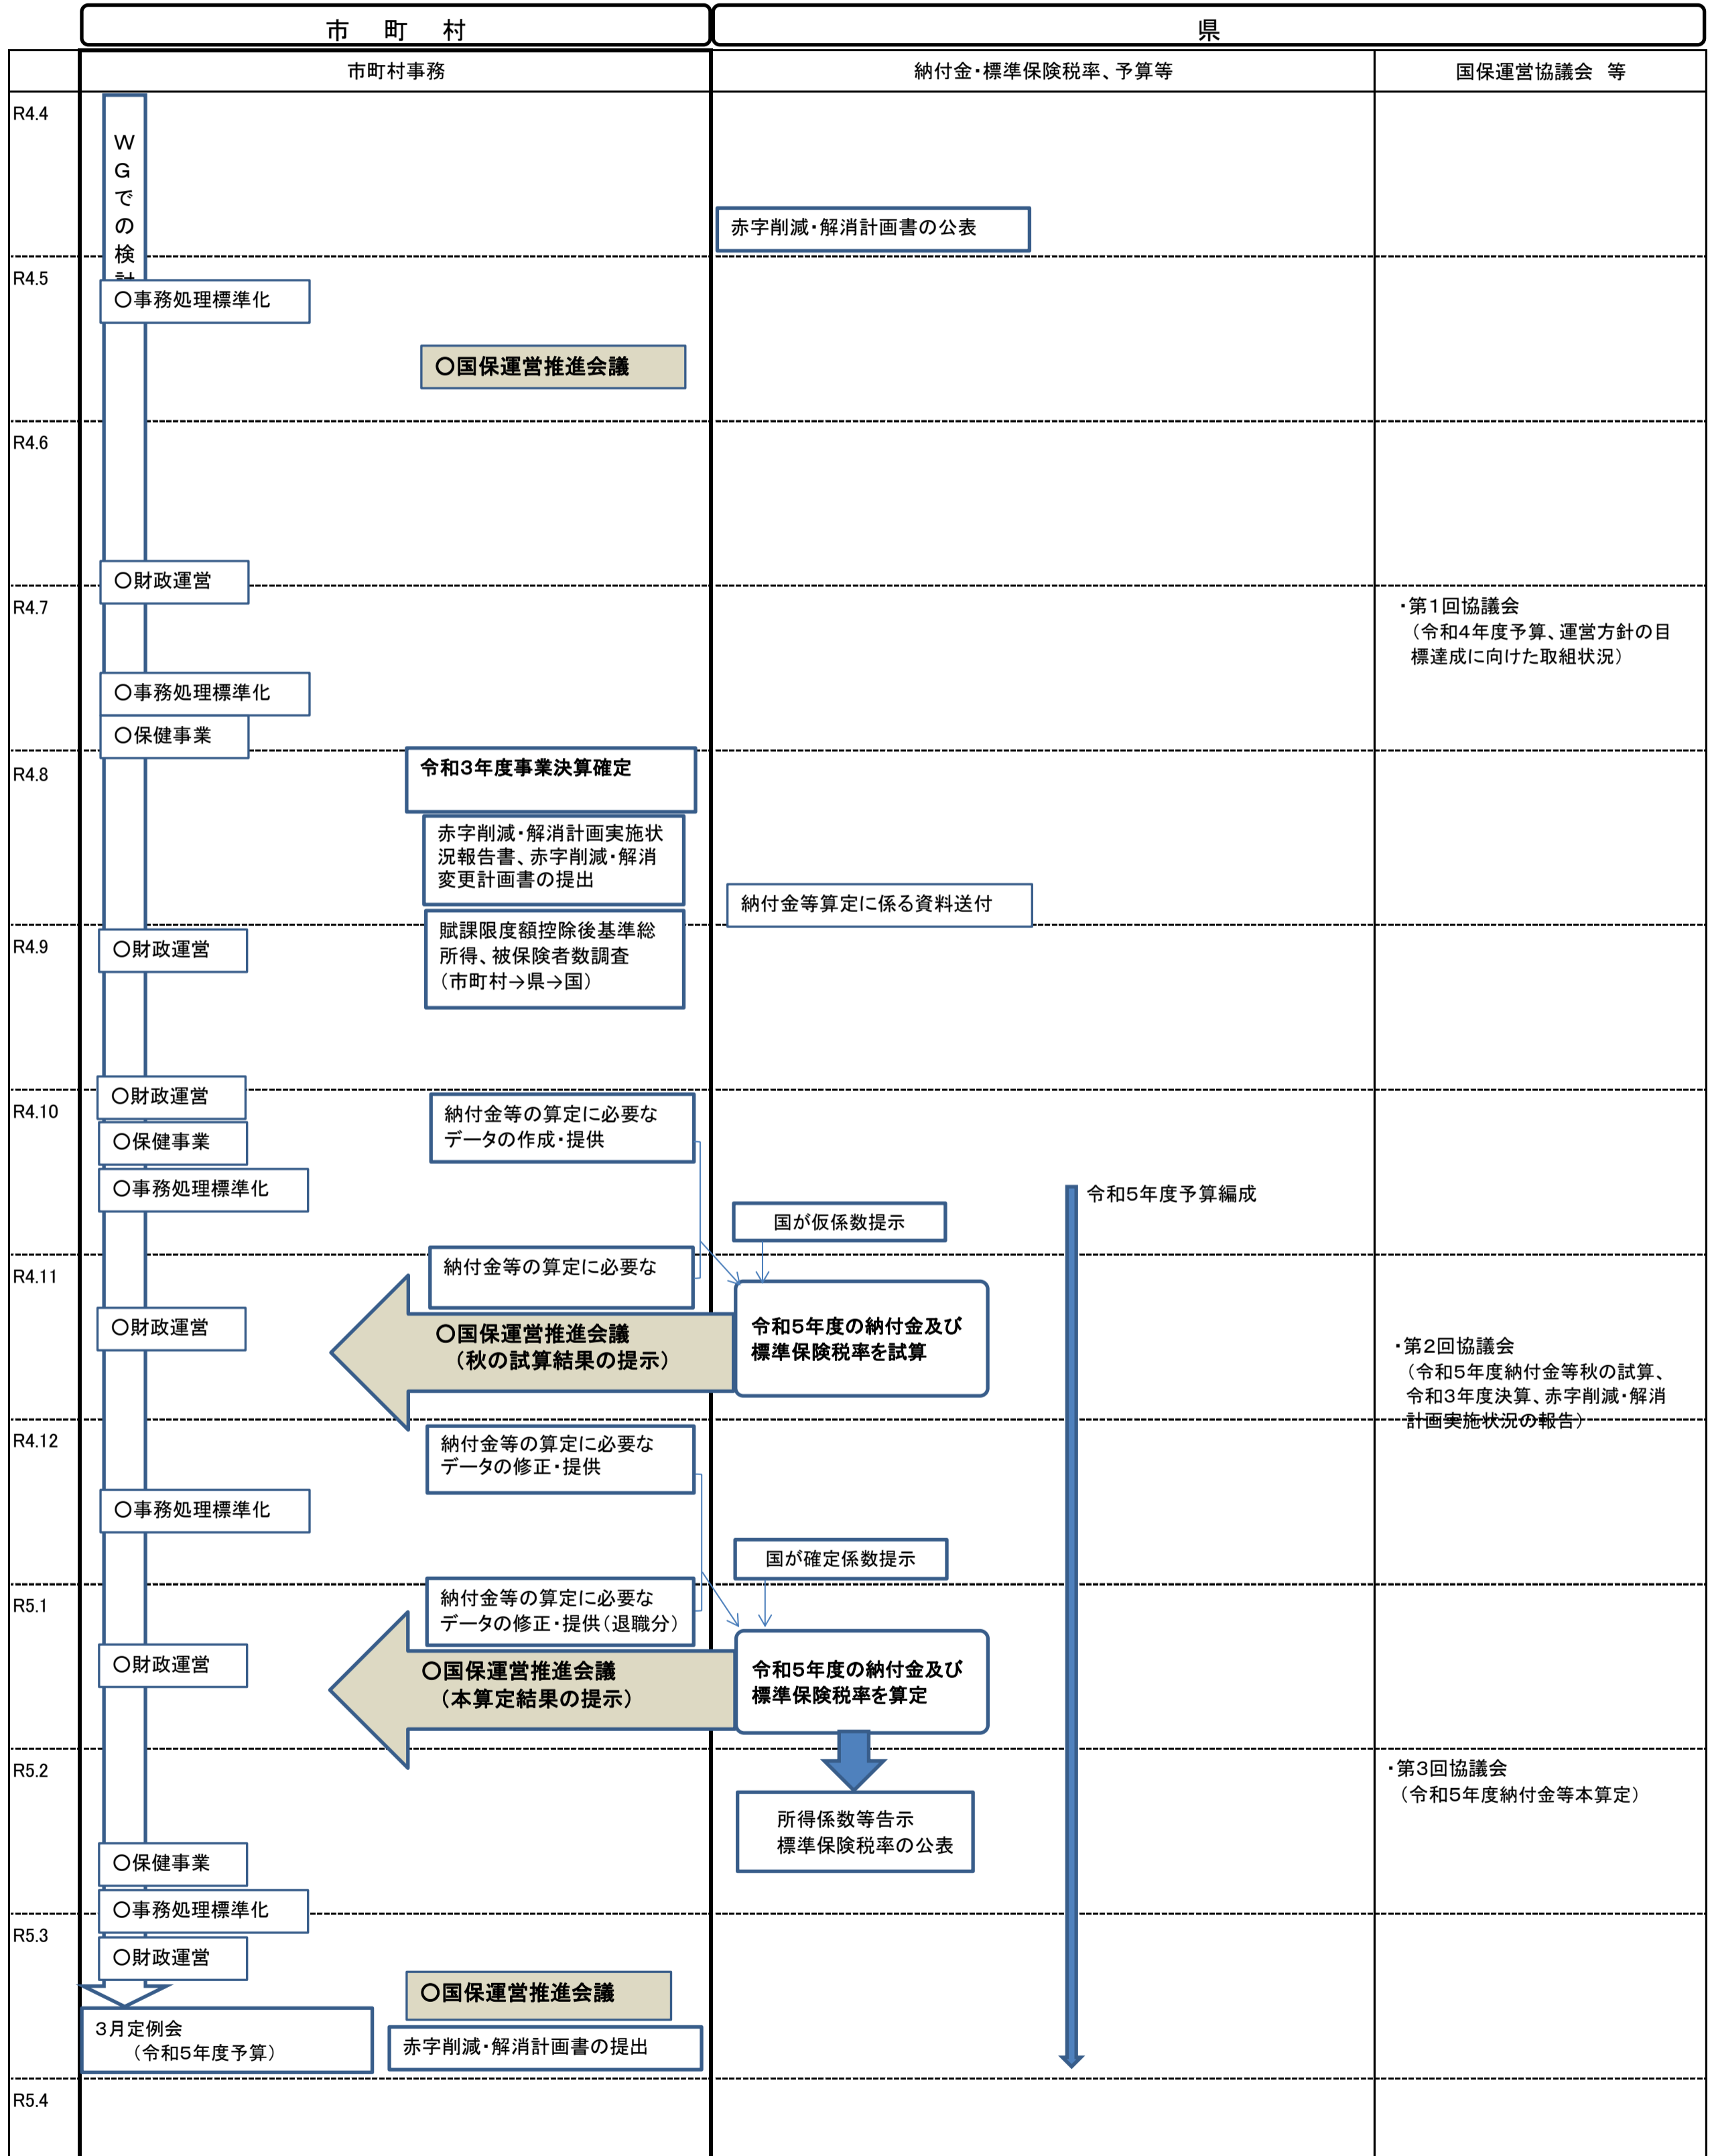 市　町　村
県
市町村事務
納付金・標準保険税率、予算等
国保運営協議会　等
R4.4
WGでの検討
赤字削減・解消計画書の公表
R4.5
〇事務処理標準化
〇国保運営推進会議
R4.6
〇財政運営
R4.7
・第1回協議会
（令和4年度予算、運営方針の目
標達成に向けた取組状況）
〇事務処理標準化
〇保健事業
R4.8
令和3年度事業決算確定
赤字削減・解消計画実施状
況報告書、赤字削減・解消
変更計画書の提出
納付金等算定に係る資料送付
R4.9
〇財政運営
賦課限度額控除後基準総
所得、被保険者数調査
（市町村→県→国）
〇財政運営
R4.10
納付金等の算定に必要な
データの作成・提供
〇保健事業
〇事務処理標準化
令和5年度予算編成
国が仮係数提示
R4.11
納付金等の算定に必要な
〇財政運営
〇国保運営推進会議
（秋の試算結果の提示）
令和5年度の納付金及び
標準保険税率を試算
・第2回協議会
（令和5年度納付金等秋の試算、
令和3年度決算、赤字削減・解消
計画実施状況の報告）
R4.12
納付金等の算定に必要な
データの修正・提供
〇事務処理標準化
国が確定係数提示
R5.1
納付金等の算定に必要な
データの修正・提供（退職分）
〇財政運営
〇国保運営推進会議
（本算定結果の提示）
令和5年度の納付金及び
標準保険税率を算定
R5.2
・第3回協議会
（令和5年度納付金等本算定）
所得係数等告示
標準保険税率の公表
〇保健事業
〇事務処理標準化
R5.3
〇財政運営
〇国保運営推進会議
3月定例会
（令和5年度予算）
赤字削減・解消計画書の提出
R5.4